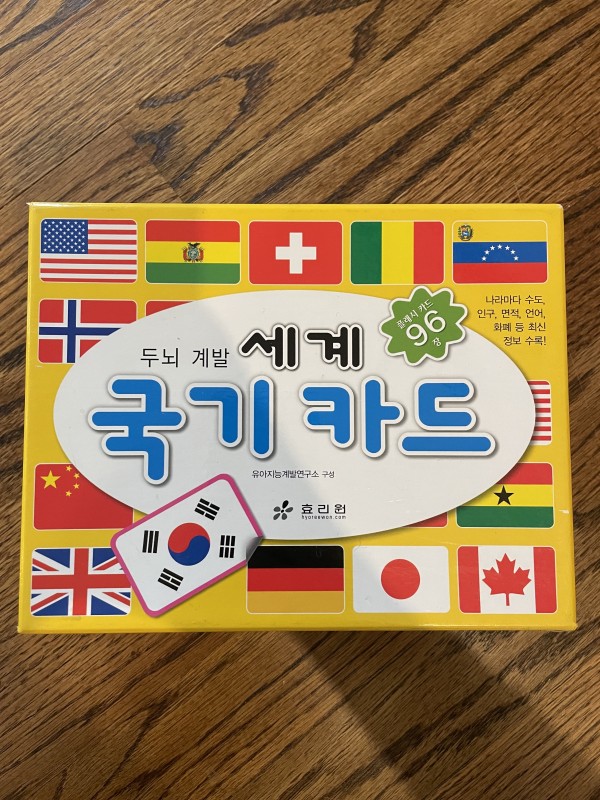 플래시 카드
96
장
나라마다 수도,
인구, 면적, 언어,
화폐 등 최신
정보 수록!
두뇌 계발 세계
국기 카드
유아지능계발연구소 구성
효리원
hyoreewon.com